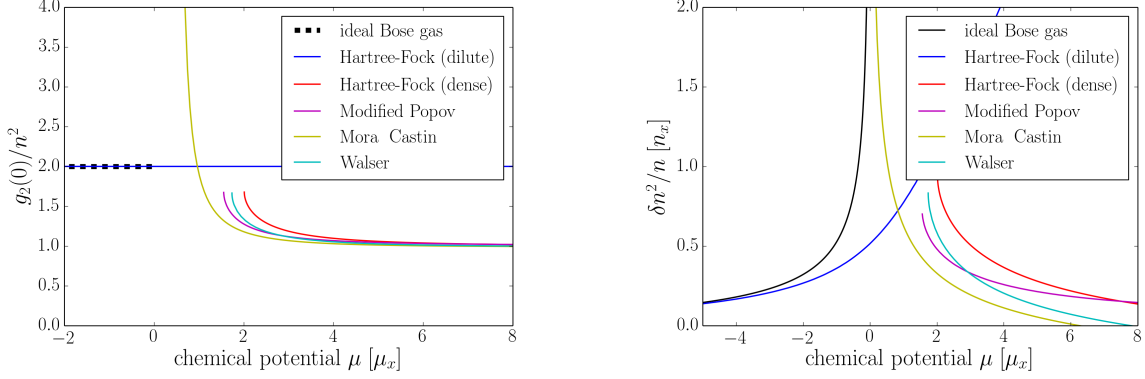 4.0
3.5
3.0
2.5
2.0
1.5
1.0
0.5
0.0
g₂(0)/n²
−2 0 2 4 6 8
chemical potential μ [μₓ]
ideal Bose gas
Hartree-Fock (dilute)
Hartree-Fock (dense)
Modified Popov
Mora Castin
Walser
2.0
1.5
1.0
0.5
0.0
δn²/n [nₓ]
−4 −2 0 2 4 6 8
chemical potential μ [μₓ]
ideal Bose gas
Hartree-Fock (dilute)
Hartree-Fock (dense)
Modified Popov
Mora Castin
Walser